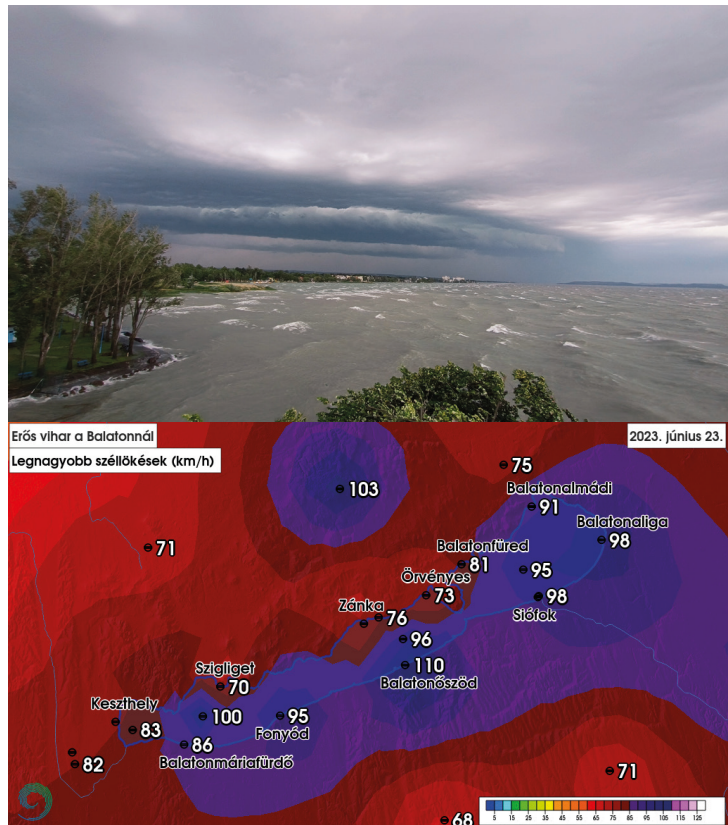 Erős vihar a Balatonnál
2023. június 23.
Legnagyobb széllökések (km/h)
75
103
Balatonalmádi
91
Balatonaliga
98
71
Balatonfüred
81
95
Örvényes
73
98
Siófok
Zánka
76
96
110
Balatonőszöd
Szigliget
70
Keszthely
100
95
Fonyód
83
86
Balatonmáriafürdő
82
71
68
5 15 25 35 45 55 65 75 85 95 105 115 125